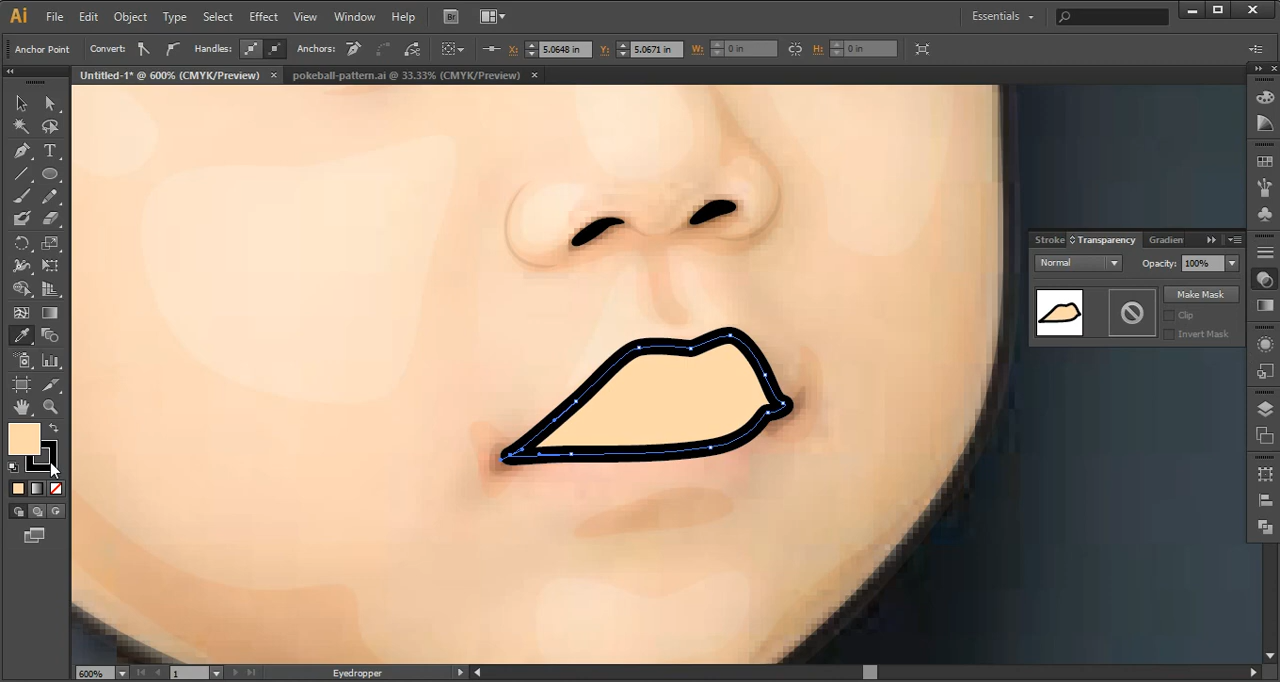 Ai File Edit Object Type Select Effect View Window Help Br Essentials
Anchor Point Convert: Handles: Anchors: X: 5.0648 in Y: 5.0671 in W: 0 in H: 0 in
Untitled-1* @ 600% (CMYK/Preview) × pokeball-pattern.ai @ 33.33% (CMYK/Preview) ×
T
Stroke Transparency Gradien
Normal Opacity: 100%
Make Mask
Clip
Invert Mask
600% 1 Eyedropper